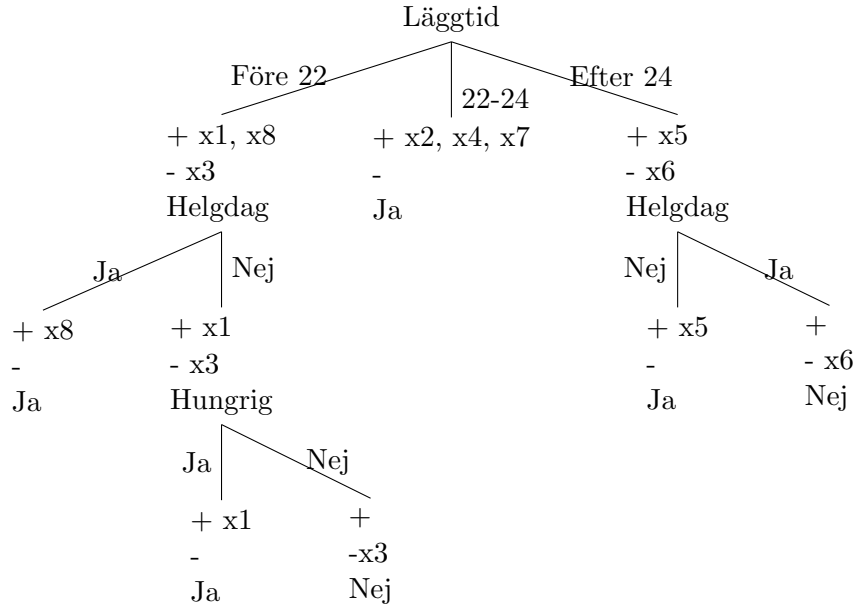 Läggtid
Före 22
22-24
Efter 24
+ x1, x8
- x3
Helgdag
+ x2, x4, x7
-
Ja
+ x5
- x6
Helgdag
Ja
Nej
Nej
Ja
+ x8
-
Ja
+ x1
- x3
Hungrig
+ x5
-
Ja
+
- x6
Nej
Ja
Nej
+ x1
-
Ja
+
-x3
Nej